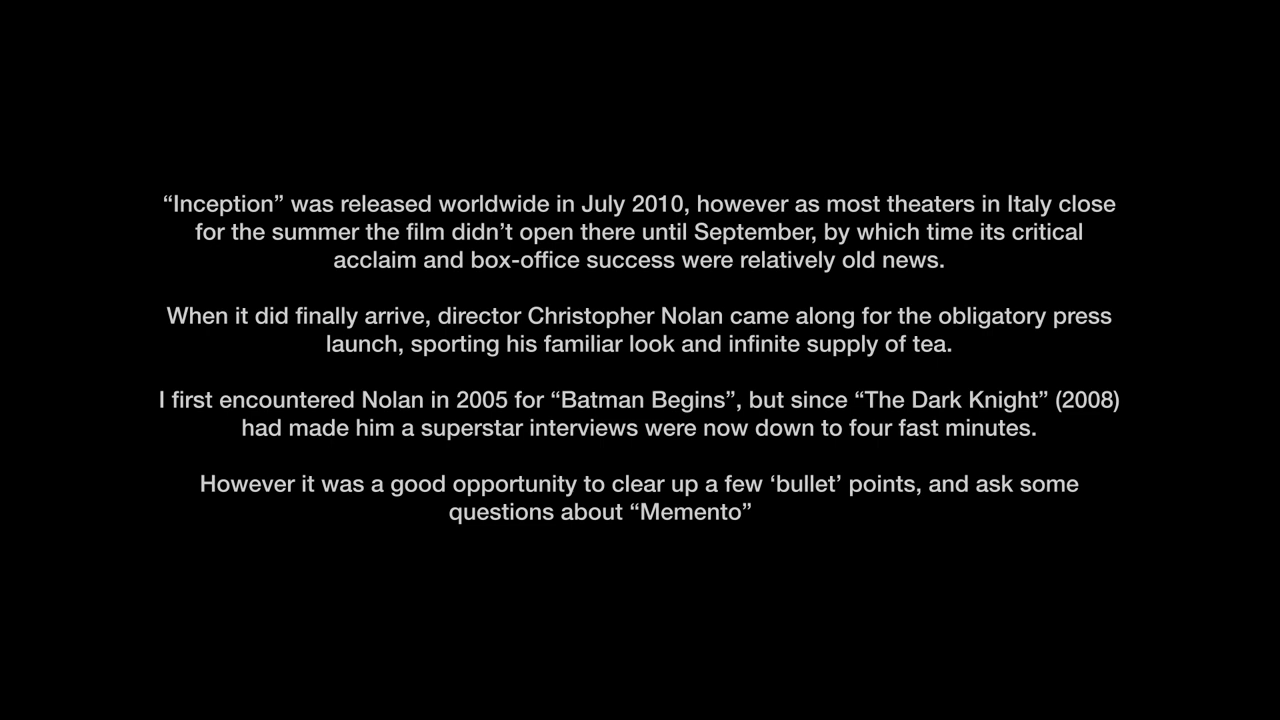 “Inception” was released worldwide in July 2010, however as most theaters in Italy close
for the summer the film didn’t open there until September, by which time its critical
acclaim and box-office success were relatively old news.
When it did finally arrive, director Christopher Nolan came along for the obligatory press
launch, sporting his familiar look and infinite supply of tea.
I first encountered Nolan in 2005 for “Batman Begins”, but since “The Dark Knight” (2008)
had made him a superstar interviews were now down to four fast minutes.
However it was a good opportunity to clear up a few ‘bullet’ points, and ask some
questions about “Memento”